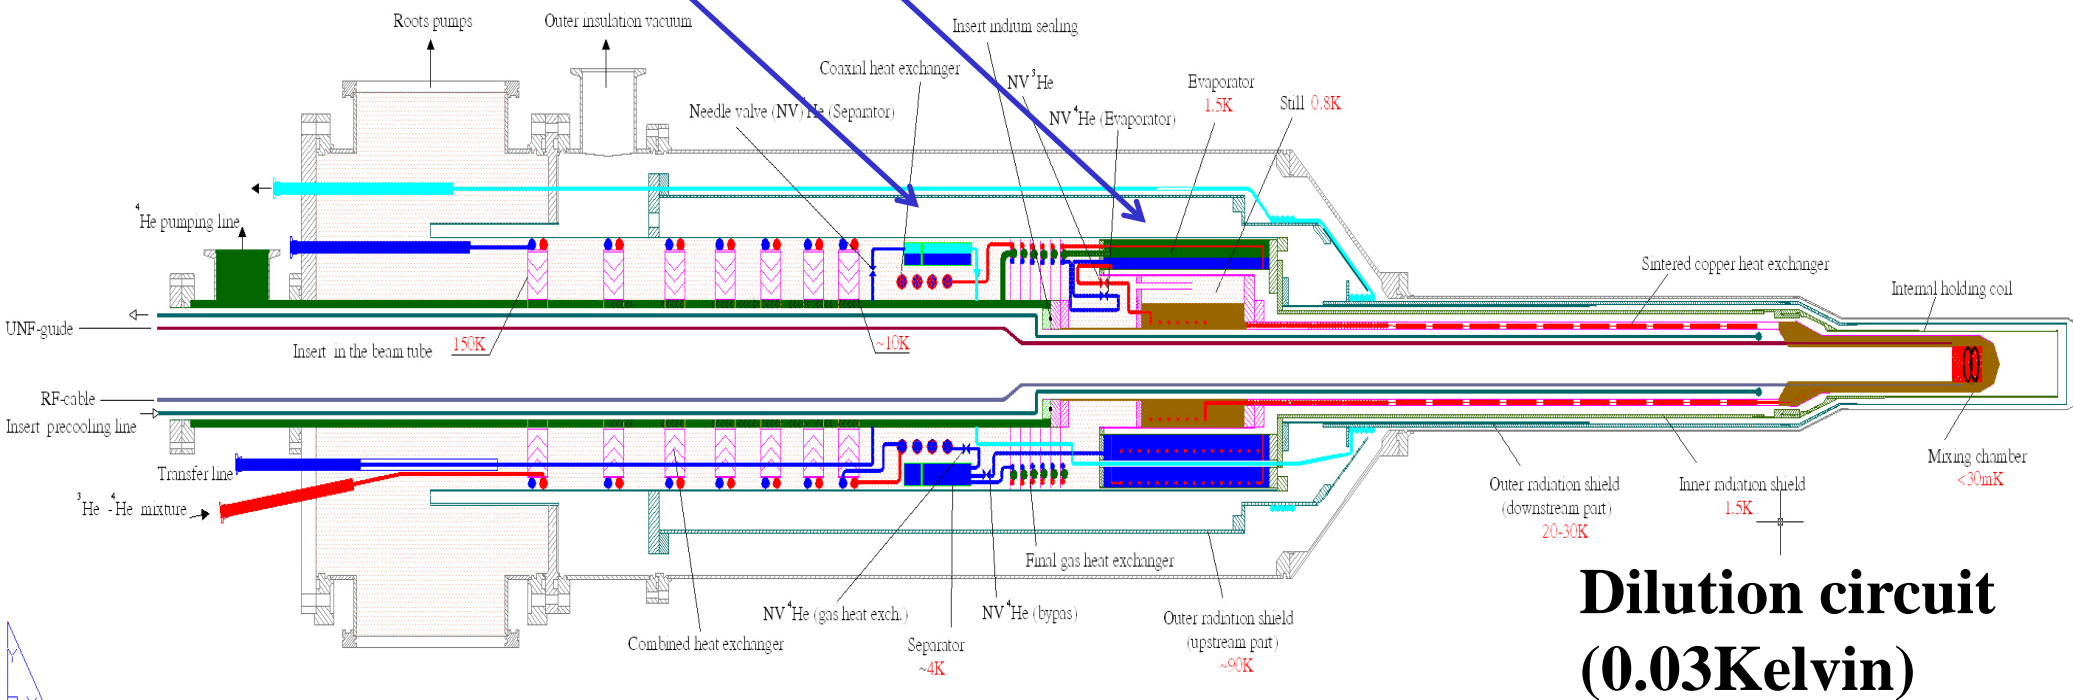 Roots pumps
Outer insulation vacuum
Insert indium sealing
Coaxial heat exchanger
NV ³He
Evaporator
1.5K
Still 0.8K
Needle valve (NV) ⁴He (Separator)
NV ⁴He (Evaporator)
⁴He pumping line
Sintered copper heat exchanger
Internal holding coil
UNF-guide
Insert in the beam tube
150K
~10K
RF-cable
Insert precooling line
Transfer line
³He -⁴He mixture
Mixing chamber
<30mK
Outer radiation shield
(downstream part)
20-30K
Inner radiation shield
1.5K
Final gas heat exchanger
NV ⁴He (gas heat exch.)
NV ⁴He (bypas)
Combined heat exchanger
Separator
~4K
Outer radiation shield
(upstream part)
~90K
Dilution circuit
(0.03Kelvin)
Y